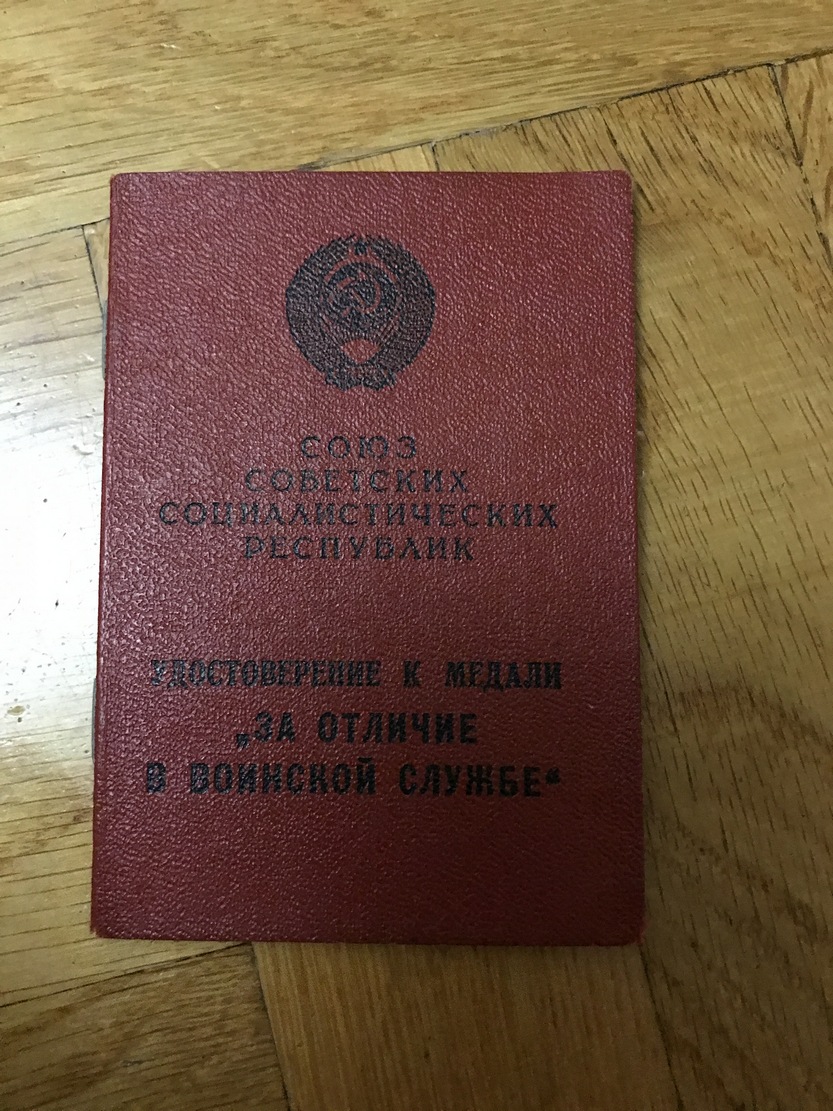 СОЮЗ
СОВЕТСКИХ
СОЦИАЛИСТИЧЕСКИХ
РЕСПУБЛИК
УДОСТОВЕРЕНИЕ К МЕДАЛИ
„ЗА ОТЛИЧИЕ
В ВОИНСКОЙ СЛУЖБЕ“